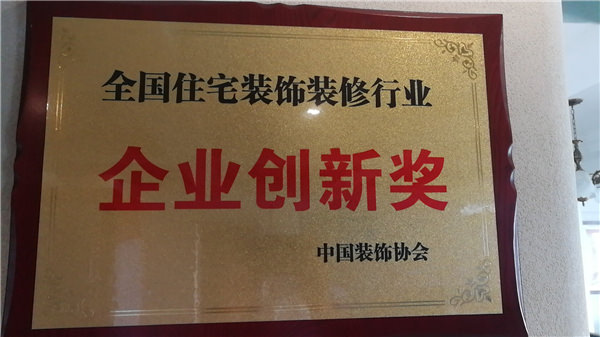 全国住宅装饰装修行业
企业创新奖
中国装饰协会